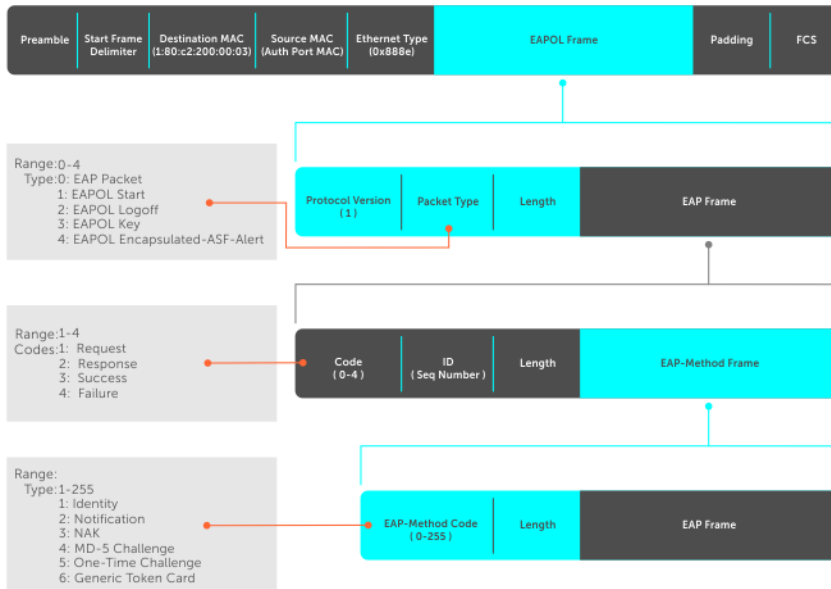 Preamble
Start Frame
Delimiter
Destination MAC
(1:80:c2:200:00:03)
Source MAC
(Auth Port MAC)
Ethernet Type
(0x888e)
EAPOL Frame
Padding
FCS
Range:0-4
Type:0: EAP Packet
1: EAPOL Start
2: EAPOL Logoff
3: EAPOL Key
4: EAPOL Encapsulated-ASF-Alert
Protocol Version
(1)
Packet Type
Length
EAP Frame
Range:1-4
Codes:1: Request
2: Response
3: Success
4: Failure
Code
(0-4)
ID
(Seq Number)
Length
EAP-Method Frame
Range:
Type:1-255
1: Identity
2: Notification
3: NAK
4: MD-5 Challenge
5: One-Time Challenge
6: Generic Token Card
EAP-Method Code
(0-255)
Length
EAP Frame